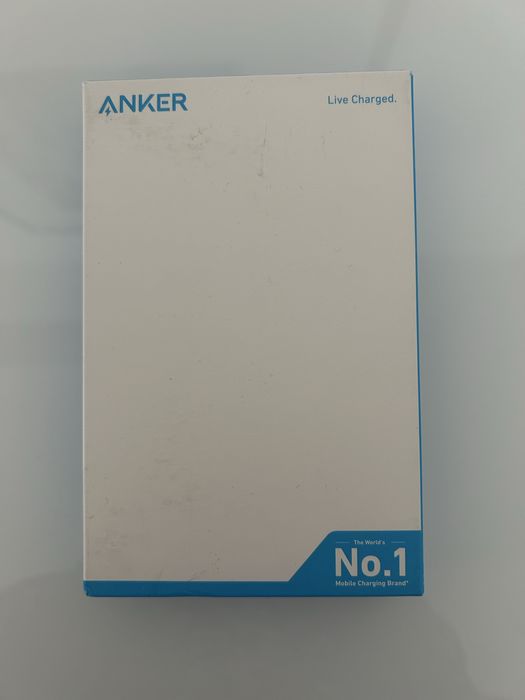 ANKER
Live Charged.
The World's
No.1
Mobile Charging Brand*